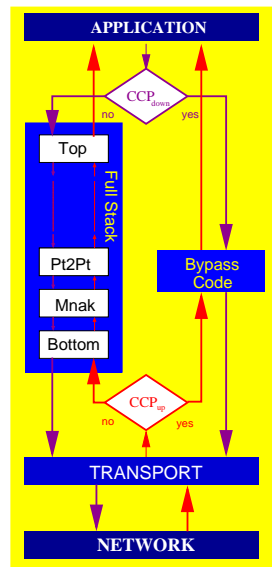 APPLICATION
CCPdown
no
yes
Top
Full Stack
Pt2Pt
Bypass
Code
Mnak
Bottom
CCPup
no
yes
TRANSPORT
NETWORK